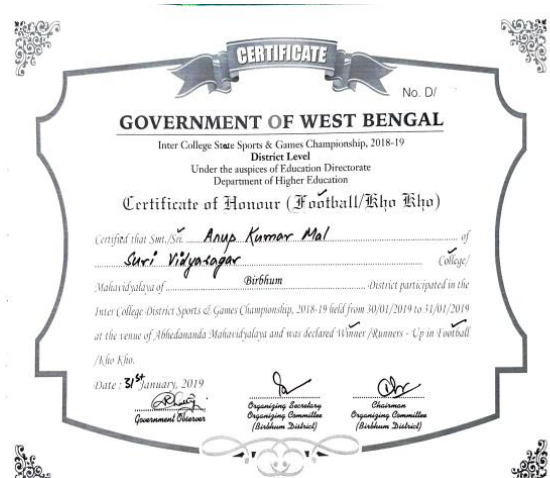 CERTIFICATE
No. D/
GOVERNMENT OF WEST BENGAL
Inter College State Sports & Games Championship, 2018-19
District Level
Under the auspices of Education Directorate
Department of Higher Education
Certificate of Honour (Football/Kho Kho)
Certified that Smt./Sri. Anup Kumar Mal of
Suri Vidyasagar College/
Mahavidyalaya of Birbhum District participated in the
Inter College District Sports & Games Championship, 2018-19 held from 30/01/2019 to 31/01/2019
at the venue of Abhedananda Mahavidyalaya and was declared Winner /Runners - Up in Football
/Kho Kho.
Date : 31st January, 2019
Government Observer
Organizing Secretary
Organizing Committee
(Birbhum District)
Chairman
Organizing Committee
(Birbhum District)